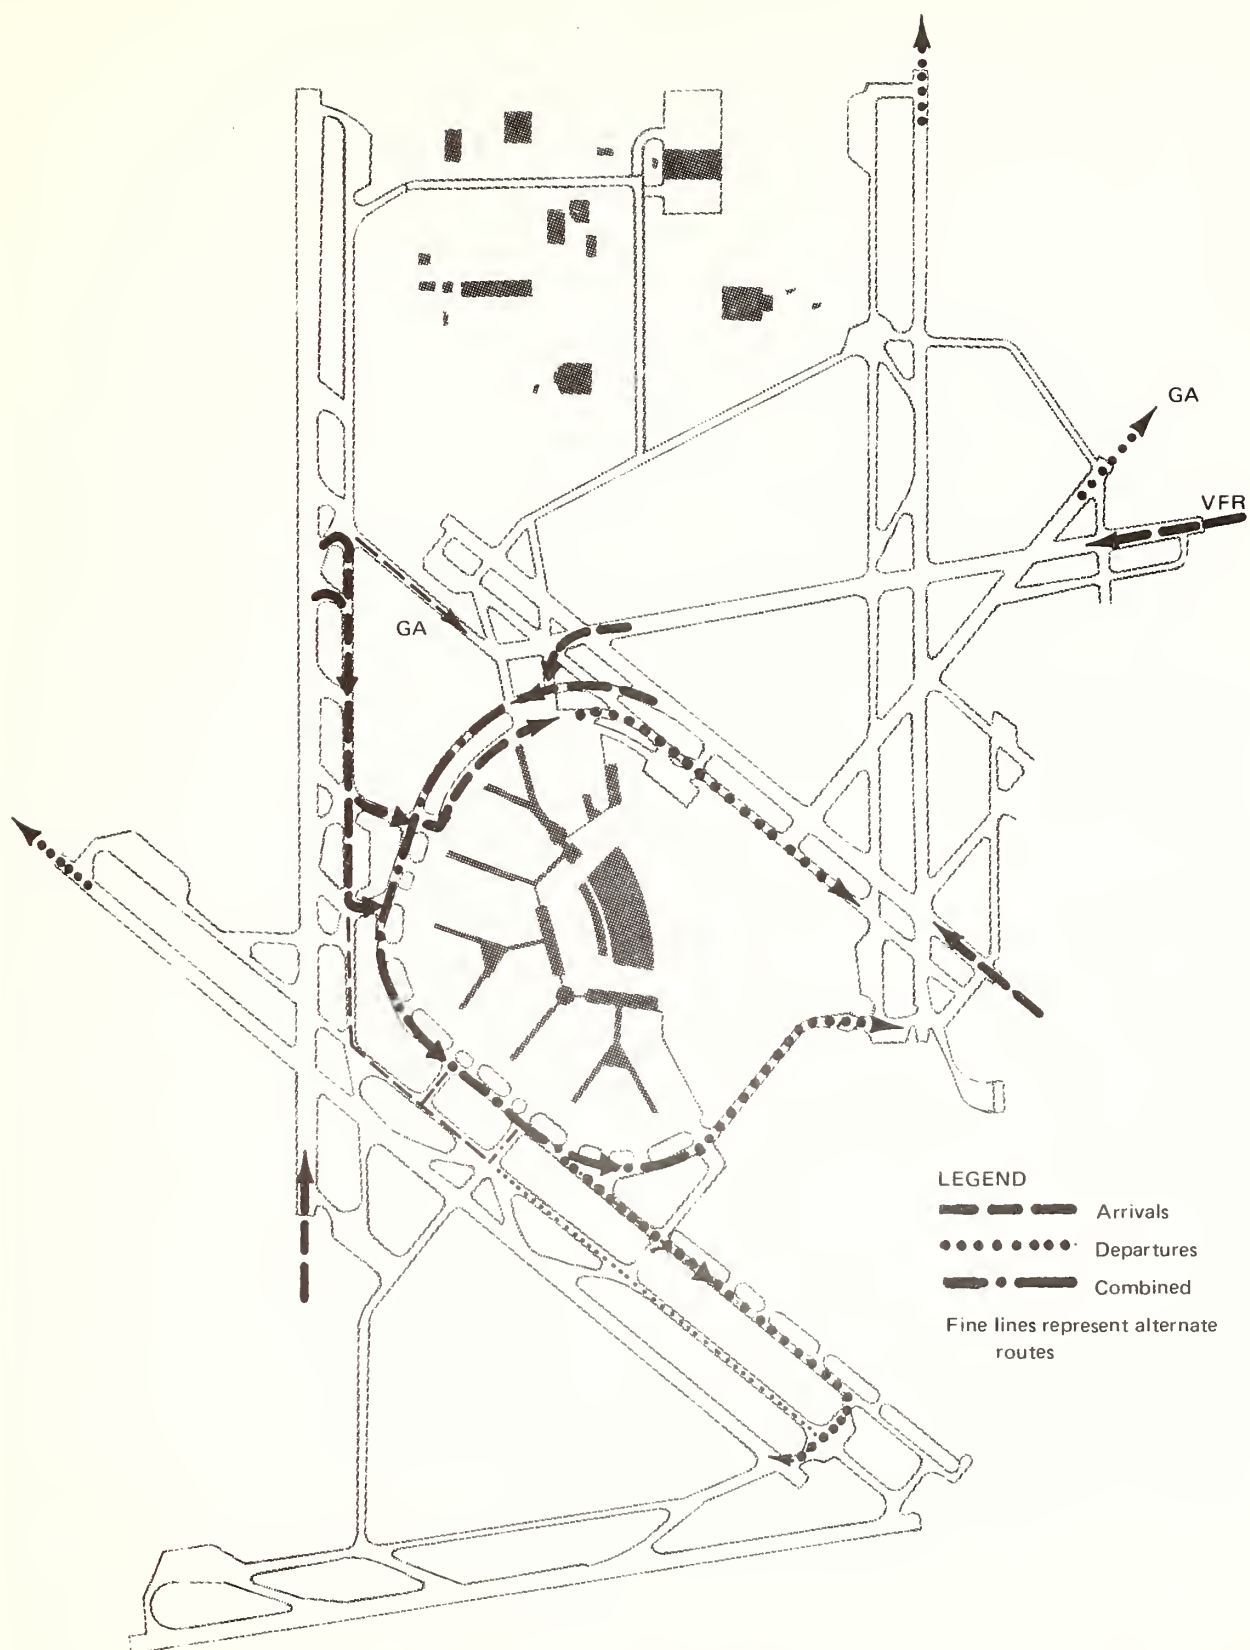 GA
VFR
GA
LEGEND
Arrivals
Departures
Combined
Fine lines represent alternate
routes